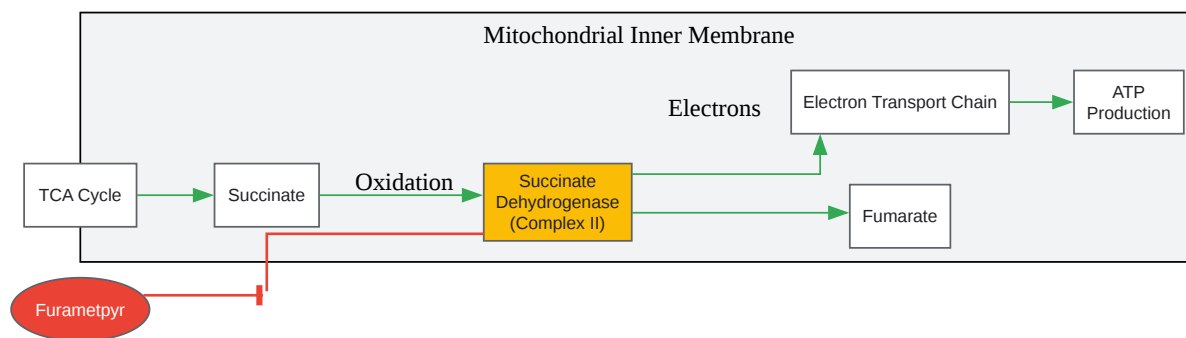 Mitochondrial Inner Membrane
Electrons
Electron Transport Chain
ATP
Production
TCA Cycle
Succinate
Oxidation
Succinate
Dehydrogenase
(Complex II)
Fumarate
Furametpyr